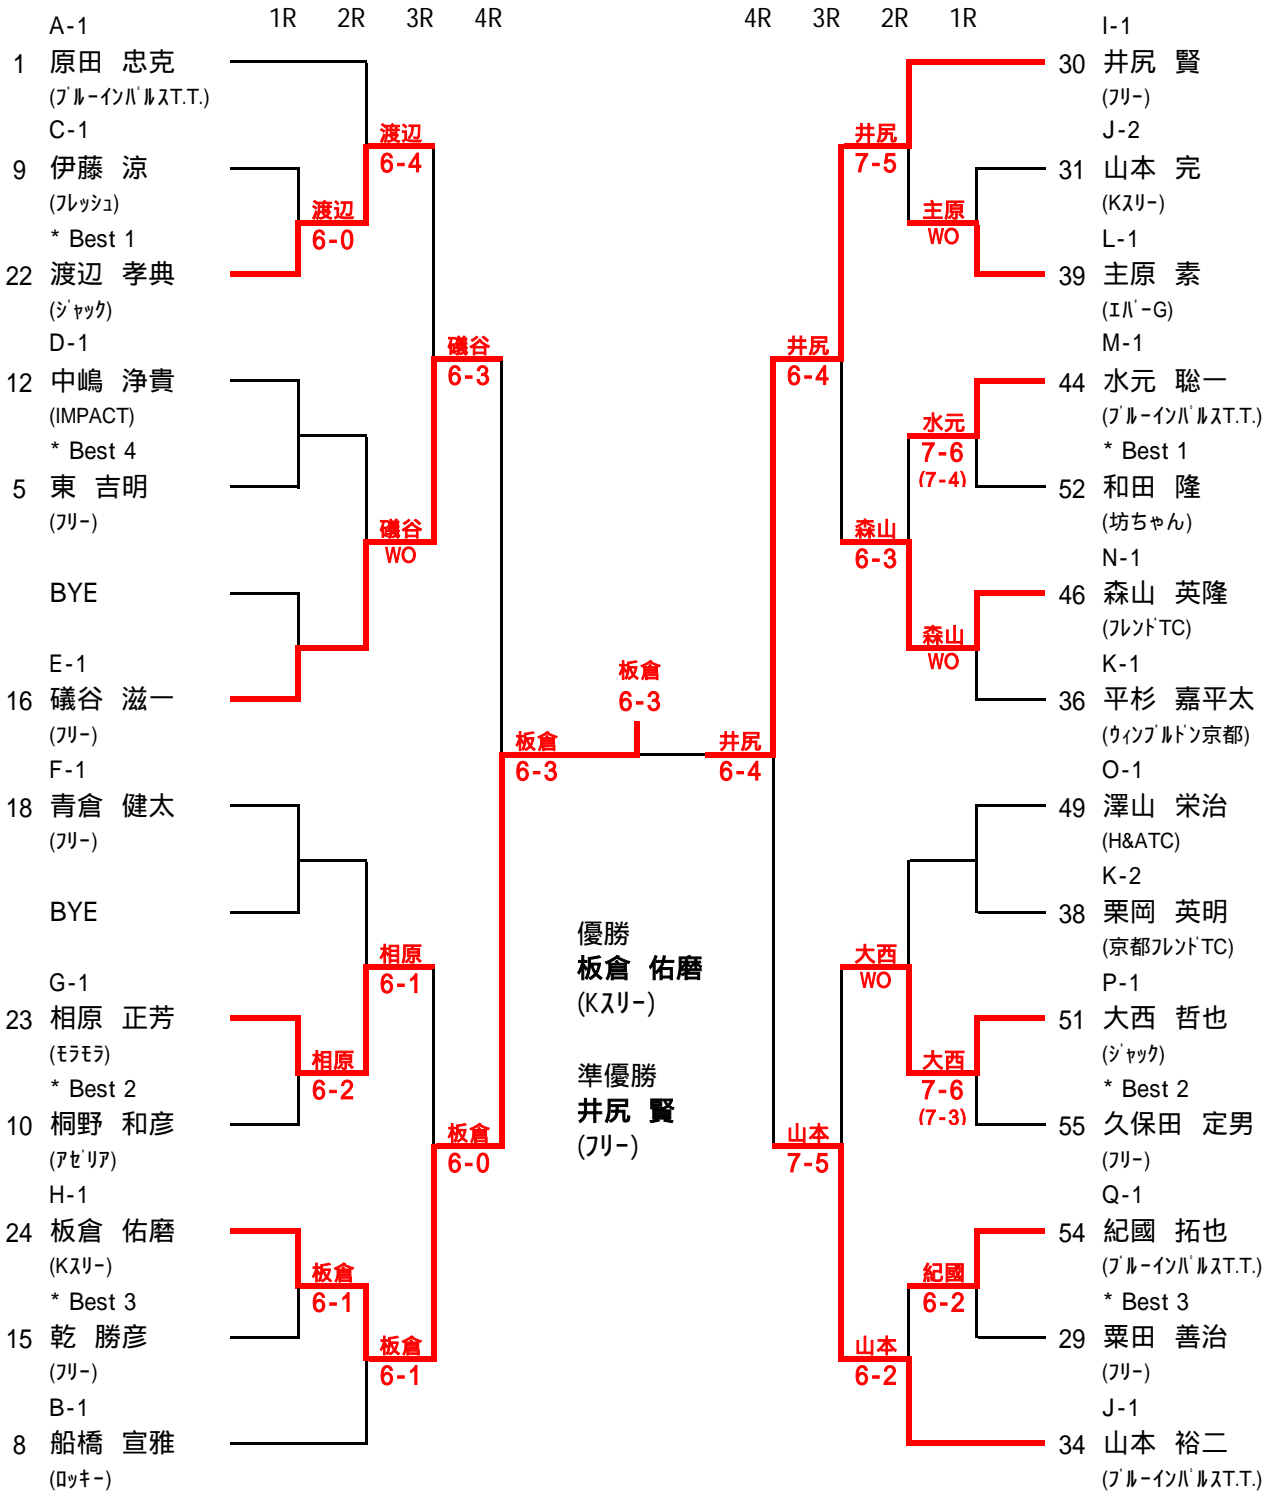 1R 2R 3R 4R
4R 3R 2R 1R
A-1
1 原田 忠克
(ﾌﾞﾙｰｲﾝﾊﾟﾙｽT.T.)
C-1
9 伊藤 涼
(ﾌﾚｯｼｭ)
* Best 1
22 渡辺 孝典
(ｼﾞｬｯｸ)
D-1
12 中嶋 浄貴
(IMPACT)
* Best 4
5 東 吉明
(ﾌﾘｰ)
BYE
E-1
16 礒谷 滋一
(ﾌﾘｰ)
F-1
18 青倉 健太
(ﾌﾘｰ)
BYE
G-1
23 相原 正芳
(ﾓﾗﾓﾗ)
* Best 2
10 桐野 和彦
(ｱｾﾞﾘｱ)
H-1
24 板倉 佑磨
(Kｽﾘｰ)
* Best 3
15 乾 勝彦
(ﾌﾘｰ)
B-1
8 船橋 宣雅
(ﾛｯｷｰ)
渡辺
6-0
相原
6-2
板倉
6-1
渡辺
6-4
礒谷
WO
相原
6-1
板倉
6-1
礒谷
6-3
板倉
6-0
板倉
6-3
板倉
6-3
優勝
板倉 佑磨
(Kｽﾘｰ)
準優勝
井尻 賢
(ﾌﾘｰ)
井尻
6-4
井尻
6-4
山本
7-5
井尻
7-5
森山
6-3
大西
WO
山本
6-2
主原
WO
水元
7-6
(7-4)
森山
WO
大西
7-6
(7-3)
紀國
6-2
I-1
30 井尻 賢
(ﾌﾘｰ)
J-2
31 山本 完
(Kｽﾘｰ)
L-1
39 主原 素
(ｴﾊﾞｰG)
M-1
44 水元 聡一
(ﾌﾞﾙｰｲﾝﾊﾟﾙｽT.T.)
* Best 1
52 和田 隆
(坊ちゃん)
N-1
46 森山 英隆
(ﾌﾚﾝﾄﾞTC)
K-1
36 平杉 嘉平太
(ｳｨﾝﾌﾞﾙﾄﾞﾝ京都)
O-1
49 澤山 栄治
(H&ATC)
K-2
38 栗岡 英明
(京都ﾌﾚﾝﾄﾞTC)
P-1
51 大西 哲也
(ｼﾞｬｯｸ)
* Best 2
55 久保田 定男
(ﾌﾘｰ)
Q-1
54 紀國 拓也
(ﾌﾞﾙｰｲﾝﾊﾟﾙｽT.T.)
* Best 3
29 粟田 善治
(ﾌﾘｰ)
J-1
34 山本 裕二
(ﾌﾞﾙｰｲﾝﾊﾟﾙｽT.T.)